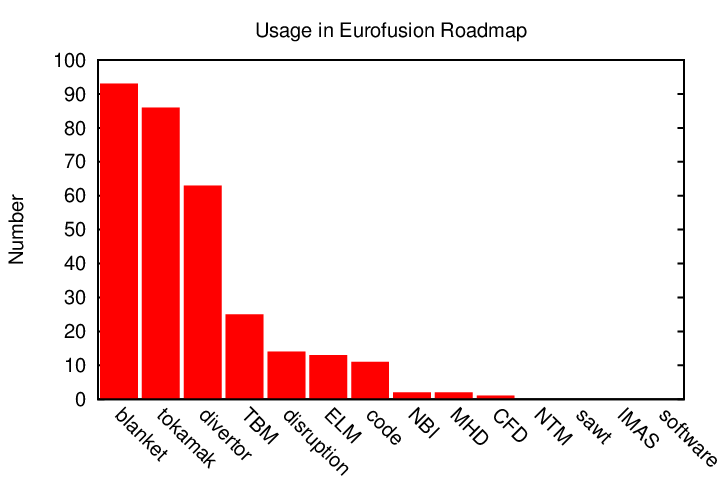 Usage in Eurofusion Roadmap
Number
100
90
80
70
60
50
40
30
20
10
0
blanket
tokamak
divertor
TBM
disruption
ELM
code
NBI
MHD
CFD
NTM
sawt
IMAS
software